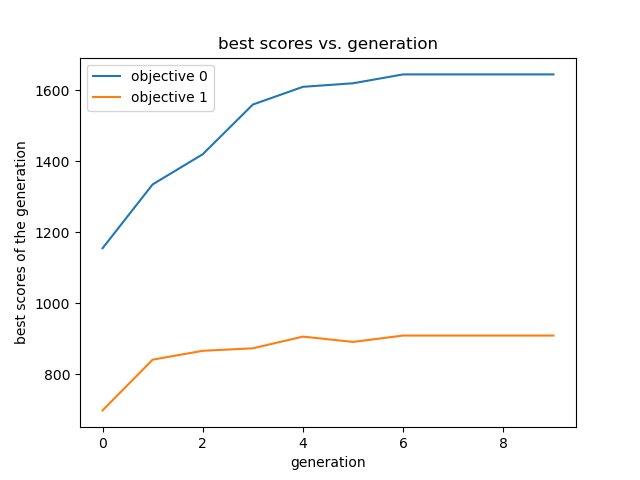 best scores vs. generation
objective 0
objective 1
best scores of the generation
1600
1400
1200
1000
800
0 2 4 6 8
generation